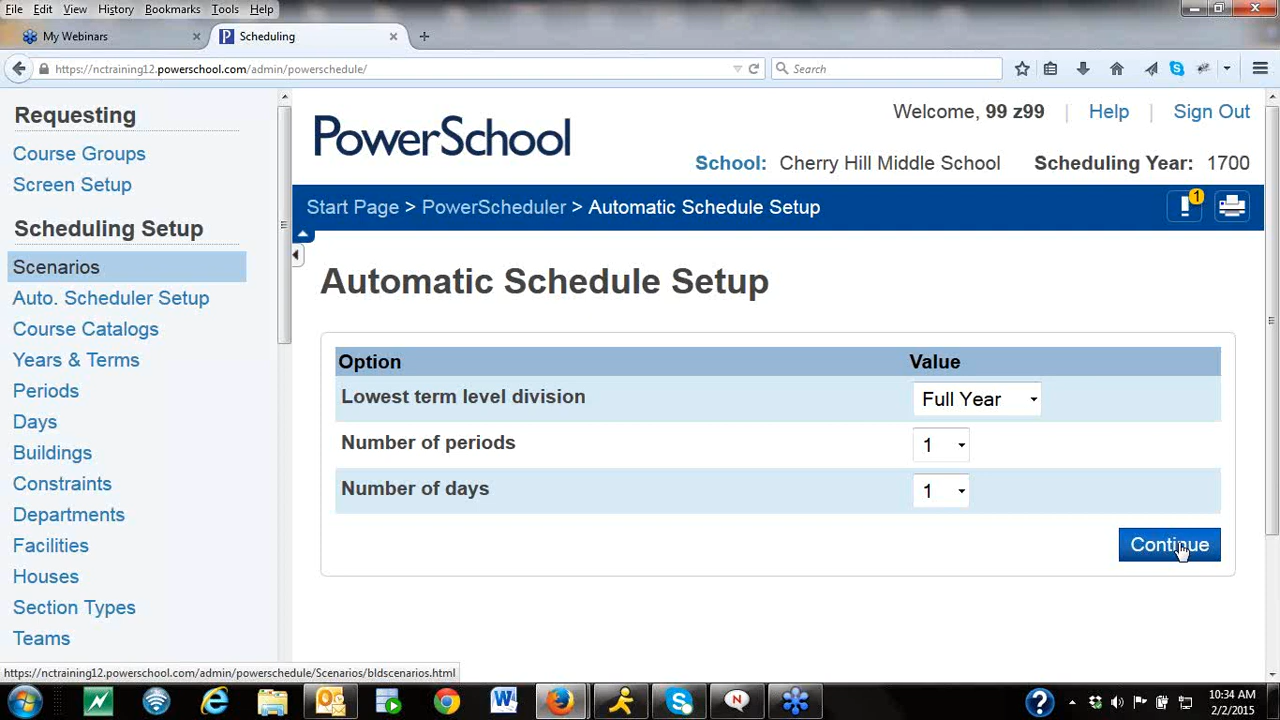 File Edit View History Bookmarks Tools Help
My Webinars × P Scheduling × +
https://nctraining12.powerschool.com/admin/powerschedule/ Search
Requesting
Course Groups
Screen Setup
Scheduling Setup
Scenarios
Auto. Scheduler Setup
Course Catalogs
Years & Terms
Periods
Days
Buildings
Constraints
Departments
Facilities
Houses
Section Types
Teams
Welcome, 99 z99 | Help | Sign Out
PowerSchool
School: Cherry Hill Middle School Scheduling Year: 1700
Start Page > PowerScheduler > Automatic Schedule Setup
1
Automatic Schedule Setup
Option Value
Lowest term level division Full Year
Number of periods 1
Number of days 1
Continue
https://nctraining12.powerschool.com/admin/powerschedule/Scenarios/bldscenarios.html
10:34 AM
2/2/2015